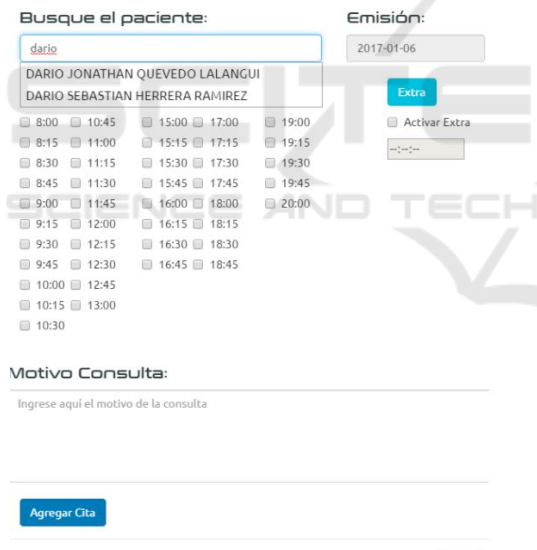 Busque el paciente: Emisión:
dario 2017-01-06
DARIO JONATHAN QUEVEDO LALANGUI
DARIO SEBASTIAN HERRERA RAMIREZ
Extra
8:00 10:45 15:00 17:00 19:00 Activar Extra
8:15 11:00 15:15 17:15 19:15
--:--:--
8:30 11:15 15:30 17:30 19:30
8:45 11:30 15:45 17:45 19:45
9:00 11:45 16:00 18:00 20:00
9:15 12:00 16:15 18:15
9:30 12:15 16:30 18:30
9:45 12:30 16:45 18:45
10:00 12:45
10:15 13:00
10:30
SCIENCE AND TECH
Motivo Consulta:
Ingrese aquí el motivo de la consulta
Agregar Cita